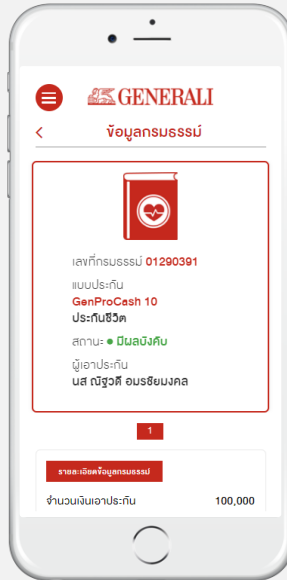 GENERALI
ข้อมูลกรมธรรม์
เลขที่กรมธรรม์ 01290391
แบบประกัน
GenProCash 10
ประกันชีวิต
สถานะ ● มีผลบังคับ
ผู้เอาประกัน
นส ณัฐวดี อมรชัยมงคล
1
รายละเอียดข้อมูลกรมธรรม์
จำนวนเงินเอาประกัน 100,000